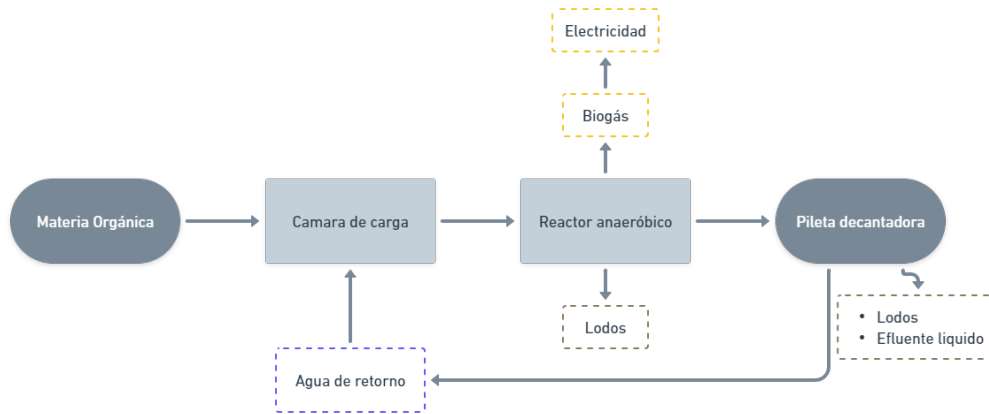 Electricidad
Biogás
Materia Orgánica
Camara de carga
Reactor anaeróbico
Pileta decantadora
Lodos
• Lodos
• Efluente liquido
Agua de retorno